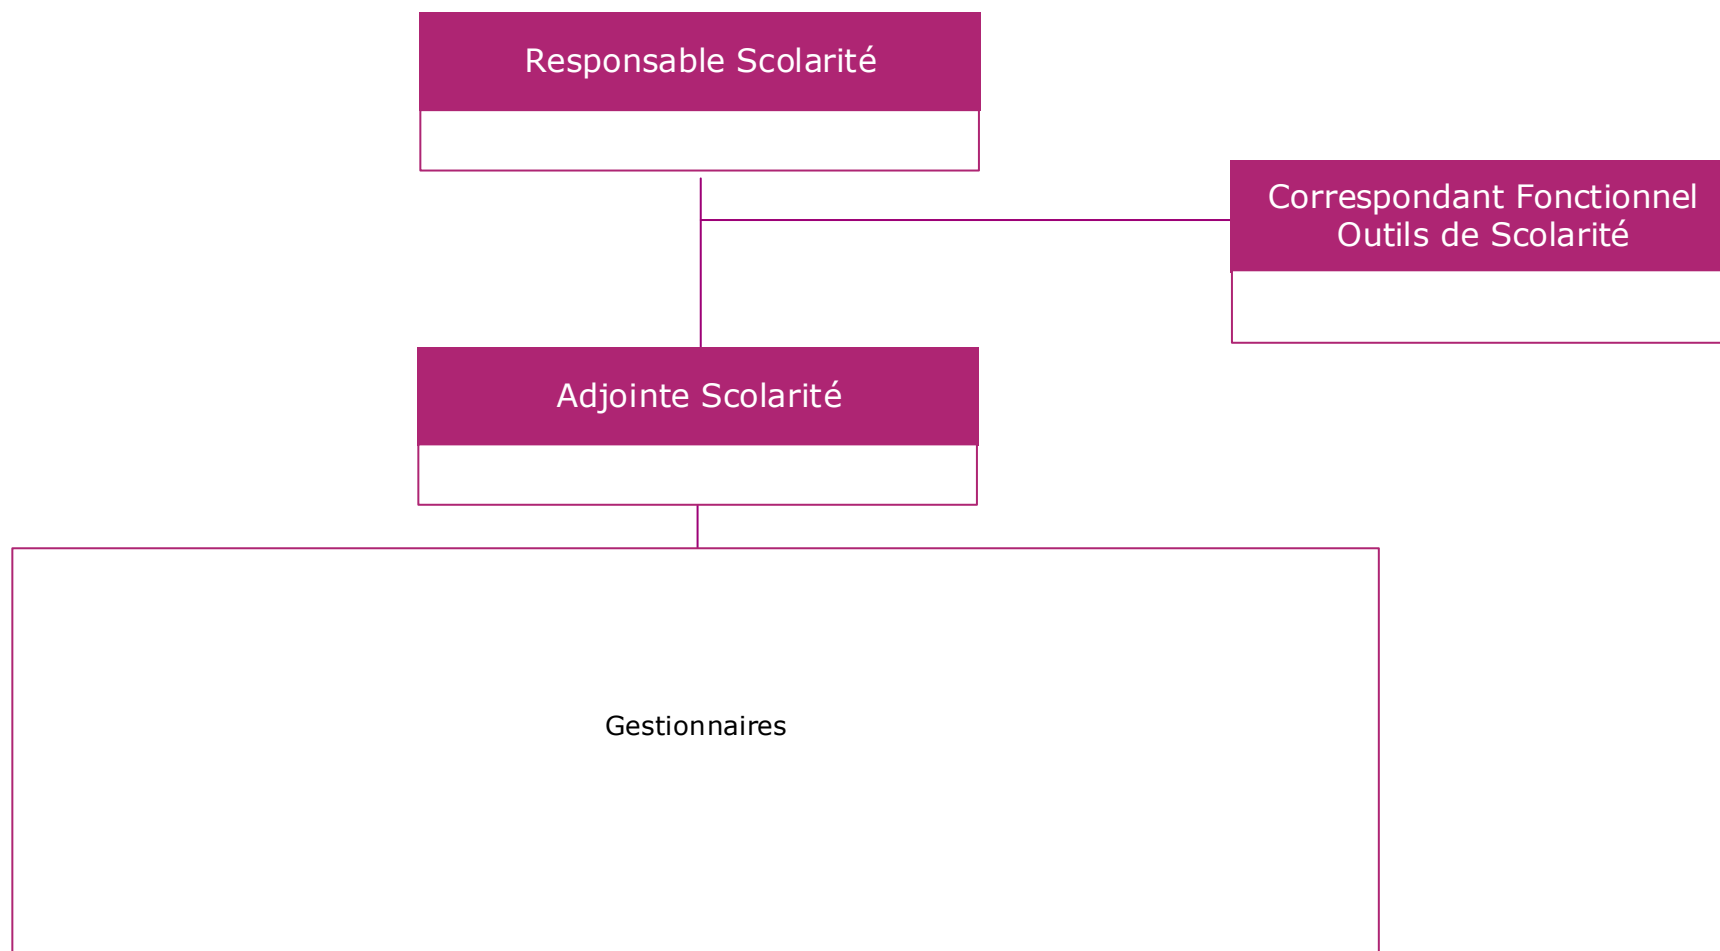 Responsable Scolarité
Correspondant Fonctionnel
Outils de Scolarité
Adjointe Scolarité
Gestionnaires